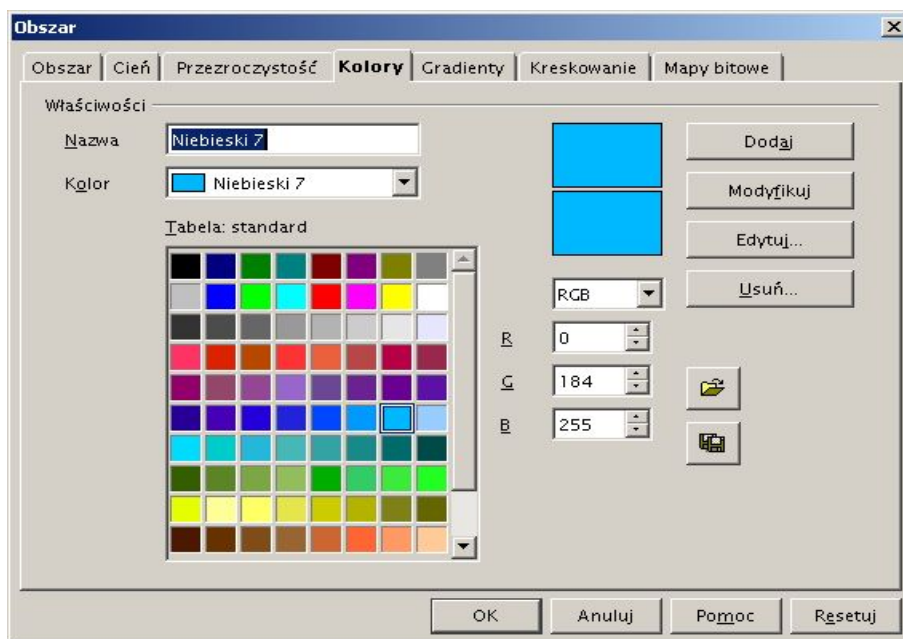 Obszar
Obszar Cień Przezroczystość Kolory Gradienty Kreskowanie Mapy bitowe
Właściwości
Nazwa Niebieski 7 Dodaj
Kolor Niebieski 7 Modyfikuj
Tabela: standard Edytuj...
RGB Usuń...
R 0
G 184
B 255
OK Anuluj Pomoc Resetuj